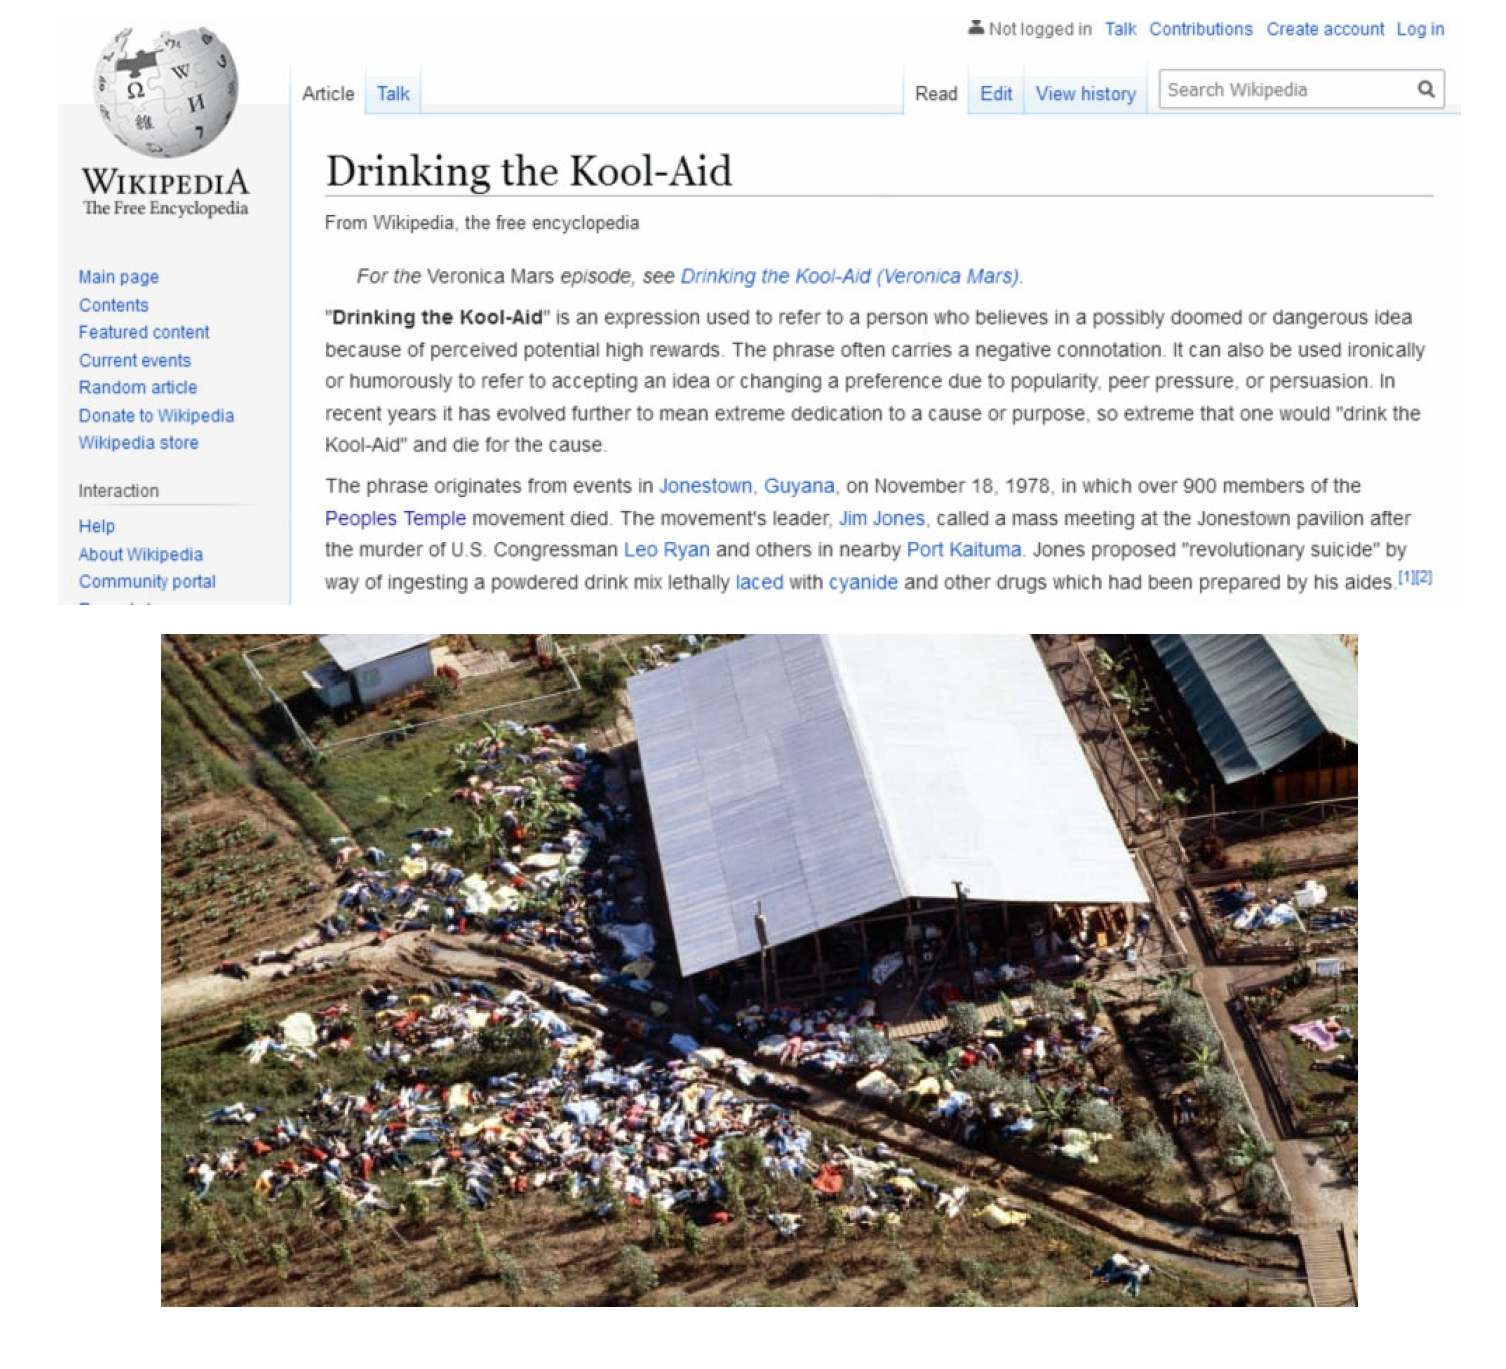 Not logged in Talk Contributions Create account Log in
Article Talk Read Edit View history Search Wikipedia
WIKIPEDIA
The Free Encyclopedia
Drinking the Kool-Aid
From Wikipedia, the free encyclopedia
For the Veronica Mars episode, see Drinking the Kool-Aid (Veronica Mars).
"Drinking the Kool-Aid" is an expression used to refer to a person who believes in a possibly doomed or dangerous idea
because of perceived potential high rewards. The phrase often carries a negative connotation. It can also be used ironically
or humorously to refer to accepting an idea or changing a preference due to popularity, peer pressure, or persuasion. In
recent years it has evolved further to mean extreme dedication to a cause or purpose, so extreme that one would "drink the
Kool-Aid" and die for the cause.
The phrase originates from events in Jonestown, Guyana, on November 18, 1978, in which over 900 members of the
Peoples Temple movement died. The movement's leader, Jim Jones, called a mass meeting at the Jonestown pavilion after
the murder of U.S. Congressman Leo Ryan and others in nearby Port Kaituma. Jones proposed "revolutionary suicide" by
way of ingesting a powdered drink mix lethally laced with cyanide and other drugs which had been prepared by his aides.[1][2]
Main page
Contents
Featured content
Current events
Random article
Donate to Wikipedia
Wikipedia store
Interaction
Help
About Wikipedia
Community portal